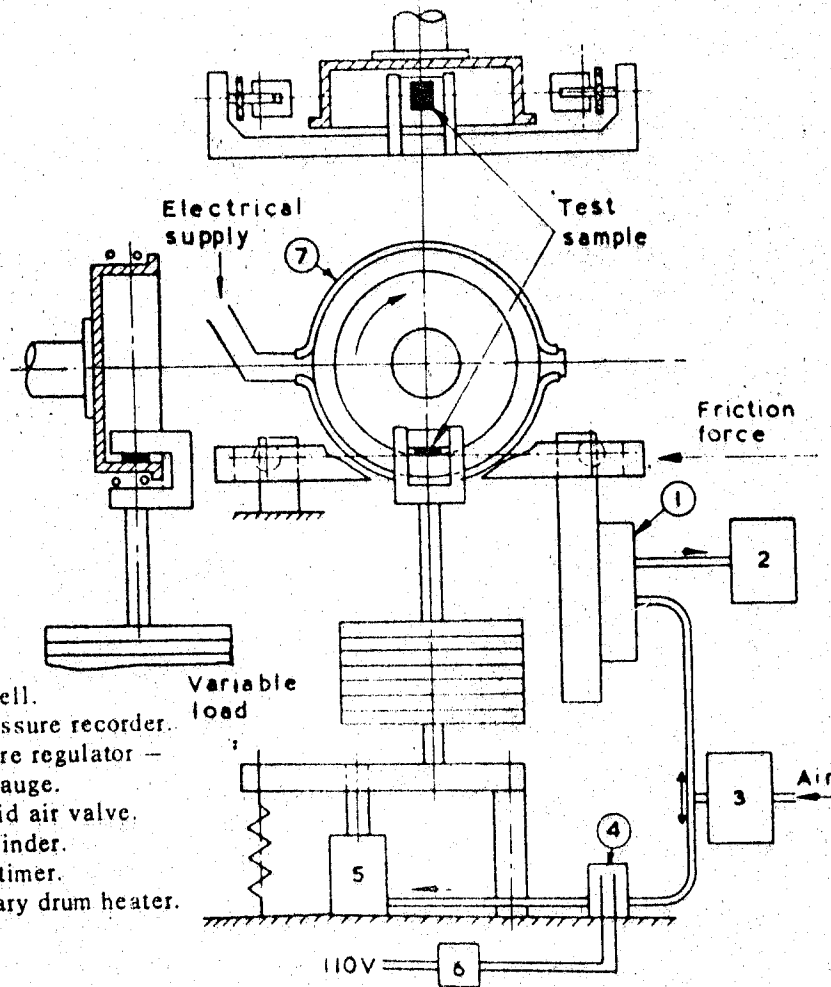 Electrical
supply
Test
sample
7
Friction
force
1
2
Variable
load
ell.
ssure recorder.
re regulator –
auge.
id air valve.
inder.
timer.
ary drum heater.
3
Air
4
5
110V
6